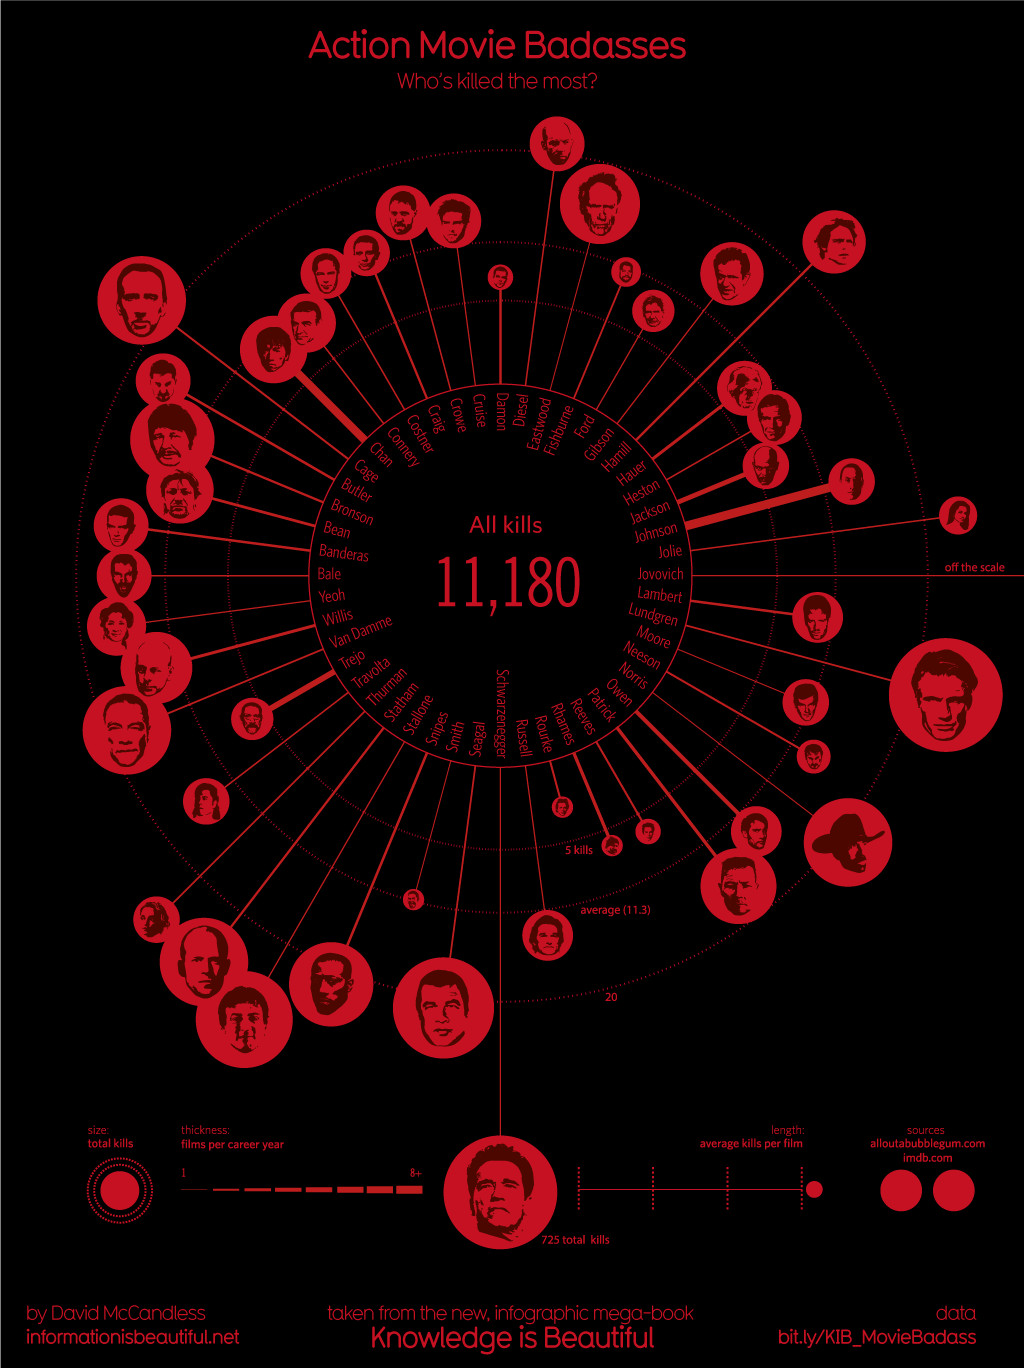 Action Movie Badasses
Who's killed the most?
Damon
Diesel
Eastwood
Fishburne
Ford
Gibson
Hamill
Hauer
Heston
Jackson
Johnson
Jolie
Jovovich
Lambert
Lundgren
Moore
Neeson
Norris
Owen
Patrick
Reeves
Rhames
Rourke
Russell
Schwarzenegger
Seagal
Smith
Snipes
Stallone
Statham
Thurman
Travolta
Trejo
Van Damme
Willis
Yeoh
Bale
Banderas
Bean
Bronson
Butler
Cage
Chan
Connery
Costner
Craig
Crowe
Cruise
All kills
11,180
off the scale
5 kills
average (11.3)
20
size:
total kills
thickness:
films per career year
1
8+
725 total kills
length:
average kills per film
sources
alloutabubblegum.com
imdb.com
by David McCandless
informationisbeautiful.net
taken from the new, infographic mega-book
Knowledge is Beautiful
data
bit.ly/KIB_MovieBadass